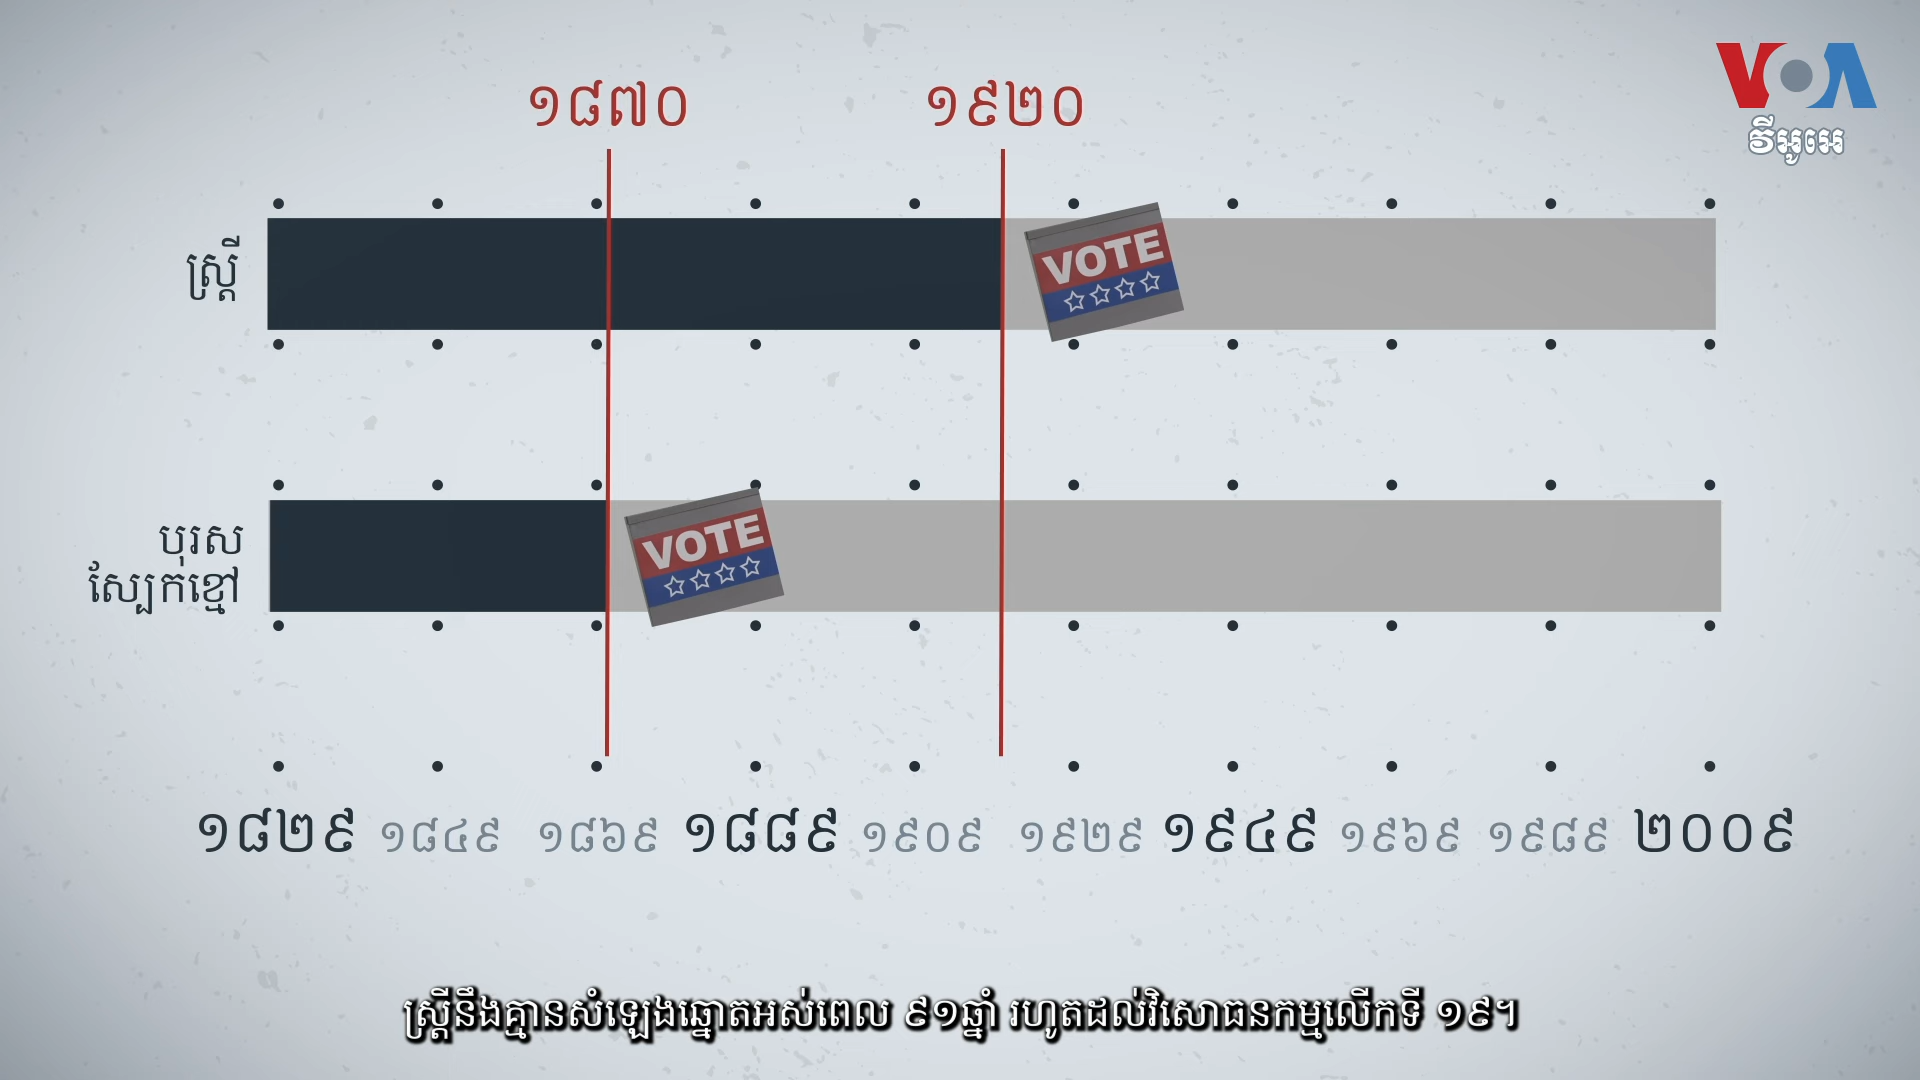 ១៨៧០
១៩២០
VOA
វីអូអេ
ស្ត្រី
VOTE
បុរស
ស្បែកខ្មៅ
VOTE
១៨២៩ ១៨៤៩ ១៨៦៩ ១៨៨៩ ១៩០៩ ១៩២៩ ១៩៤៩ ១៩៦៩ ១៩៨៩ ២០០៩
ស្ត្រីនឹងគ្មានសំឡេងឆ្នោតអស់ពេល ៩១ឆ្នាំ រហូតដល់វិសោធនកម្មលើកទី ១៩។